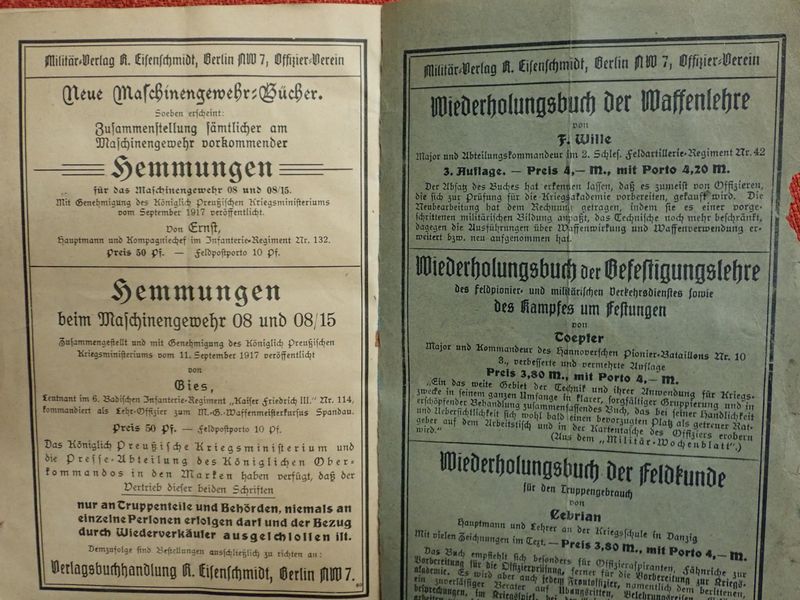 Militär-Verlag R. Eisenschmidt, Berlin NW 7, Offizier-Verein
Neue Maschinengewehr-Bücher.
Soeben erscheint:
Zusammenstellung sämtlicher am
Maschinengewehr vorkommender
Hemmungen
für das Maschinengewehr 08 und 08/15.
Mit Genehmigung des Königlich Preußischen Kriegsministeriums
vom September 1917 veröffentlicht.
Von Ernst,
Hauptmann und Kompagniechef im Infanterie-Regiment Nr. 132.
Preis 50 Pf. — Feldpostporto 10 Pf.
Hemmungen
beim Maschinengewehr 08 und 08/15
Zusammengestellt und mit Genehmigung des Königlich Preußischen
Kriegsministeriums vom 11. September 1917 veröffentlicht
von
Gies,
Leutnant im 6. Badischen Infanterie-Regiment „Kaiser Friedrich III.“ Nr. 114,
kommandiert als Lehr-Offizier zum M.-G.-Waffenmeisterkursus Spandau.
Preis 50 Pf. — Feldpostporto 10 Pf.
Das Königlich Preußische Kriegsministerium und
die Presse-Abteilung des Königlichen Ober-
kommandos in den Marken haben verfügt, daß der
Vertrieb dieser beiden Schriften
nur an Truppenteile und Behörden, niemals an
einzelne Personen erfolgen darf und der Bezug
durch Wiederverkäufer ausgeschlossen ist.
Demzufolge sind Bestellungen ausschließlich zu richten an:
Verlagsbuchhandlung R. Eisenschmidt, Berlin NW 7.
Militär-Verlag R. Eisenschmidt, Berlin NW 7, Offizier-Verein
Wiederholungsbuch der Waffenlehre
von
F. Wille
Major und Abteilungskommandeur im 2. Schles. Feldartillerie-Regiment Nr. 42
3. Auflage. — Preis 4,— M., mit Porto 4,20 M.
Der Absatz des Buches hat erkennen lassen, daß es zumeist von Offizieren,
die sich zur Prüfung für die Kriegsakademie vorbereiten, gekauft wird. Die
Neubearbeitung hat dem Rechnung getragen, indem sie es einer vorge-
schrittenen militärischen Bildung anpaßt, das Technische noch mehr beschränkt,
dagegen die Ausführungen über Waffenwirkung und Waffenverwendung er-
weitert bzw. neu aufgenommen hat.
Wiederholungsbuch der Befestigungslehre
des Feldpionier- und militärischen Verkehrsdienstes sowie
des Kampfes um Festungen
von
Toepfer
Major und Kommandeur des Hannoverschen Pionier-Bataillons Nr. 10
3., verbesserte und vermehrte Auflage
Preis 3,80 M., mit Porto 4,— M.
„Ein das weite Gebiet der Technik und ihrer Anwendung für Kriegs-
zwecke in seinem ganzen Umfange in klarer, sorgfältiger Gruppierung und in
erschöpfender Behandlung zusammenfassendes Buch, das bei seiner Handlichkeit
und Übersichtlichkeit sich wohl bald einen bevorzugten Platz als getreuer Rat-
geber auf dem Arbeitstisch und in der Kartentasche des Offiziers erobern
wird.“ (Aus dem „Militär-Wochenblatt“.)
Wiederholungsbuch der Feldkunde
für den Truppengebrauch
von
Cebrian
Hauptmann und Lehrer an der Kriegsschule in Danzig
Mit vielen Zeichnungen im Text. — Preis 3,80 M., mit Porto 4,— M.
Das Buch empfiehlt sich besonders für Offizieraspiranten, Fähnriche zur
Vorbereitung für die Offizierprüfung, ferner für die Vorbereitung zur Kriegs-
akademie. Es wird aber auch jedem Frontoffizier, namentlich dem berittenen,
ein zuverlässiger Berater auf Übungsritten, Belehrungsreisen,
besprechungen, im Kriegsspiel, bei